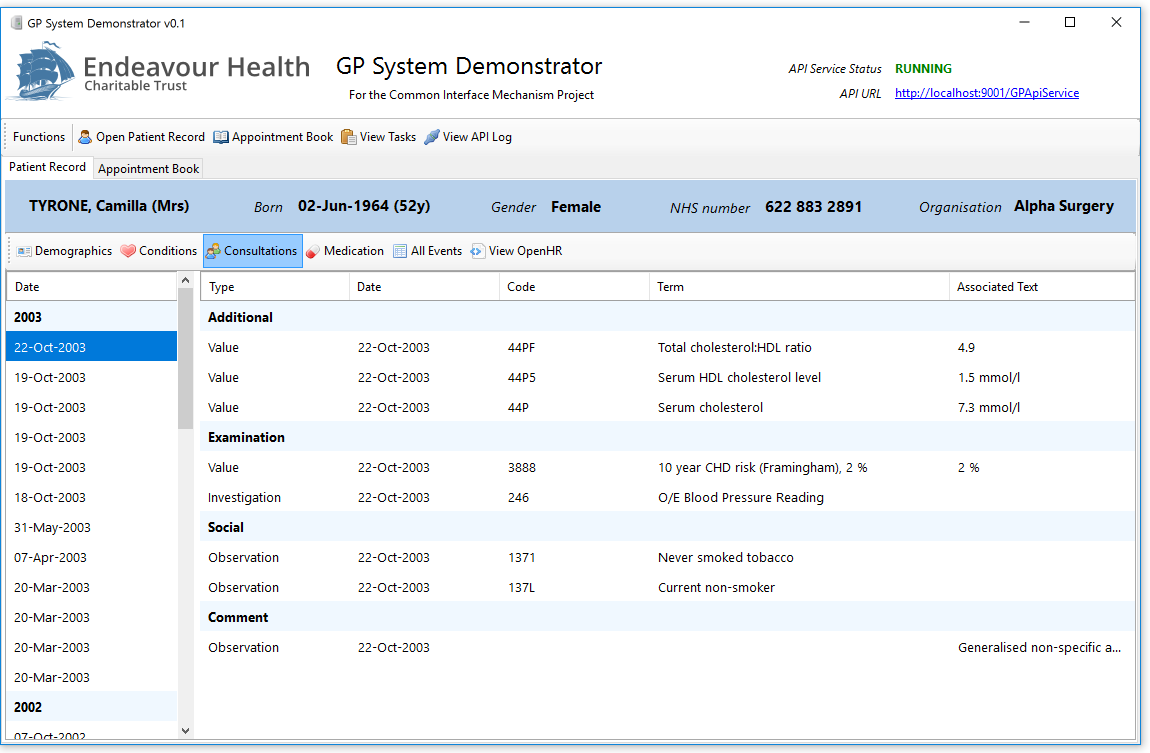 GP System Demonstrator v0.1
Endeavour Health
Charitable Trust
GP System Demonstrator
For the Common Interface Mechanism Project
API Service Status RUNNING
API URL http://localhost:9001/GPApiService
Functions Open Patient Record Appointment Book View Tasks View API Log
Patient Record Appointment Book
TYRONE, Camilla (Mrs) Born 02-Jun-1964 (52y) Gender Female NHS number 622 883 2891 Organisation Alpha Surgery
Demographics Conditions Consultations Medication All Events View OpenHR
Date
2003
22-Oct-2003
19-Oct-2003
19-Oct-2003
19-Oct-2003
19-Oct-2003
18-Oct-2003
31-May-2003
07-Apr-2003
20-Mar-2003
20-Mar-2003
20-Mar-2003
20-Mar-2003
2002
07-Oct-2002
Type Date Code Term Associated Text
Additional
Value 22-Oct-2003 44PF Total cholesterol:HDL ratio 4.9
Value 22-Oct-2003 44P5 Serum HDL cholesterol level 1.5 mmol/l
Value 22-Oct-2003 44P Serum cholesterol 7.3 mmol/l
Examination
Value 22-Oct-2003 3888 10 year CHD risk (Framingham), 2 % 2 %
Investigation 22-Oct-2003 246 O/E Blood Pressure Reading
Social
Observation 22-Oct-2003 1371 Never smoked tobacco
Observation 22-Oct-2003 137L Current non-smoker
Comment
Observation 22-Oct-2003 Generalised non-specific a...